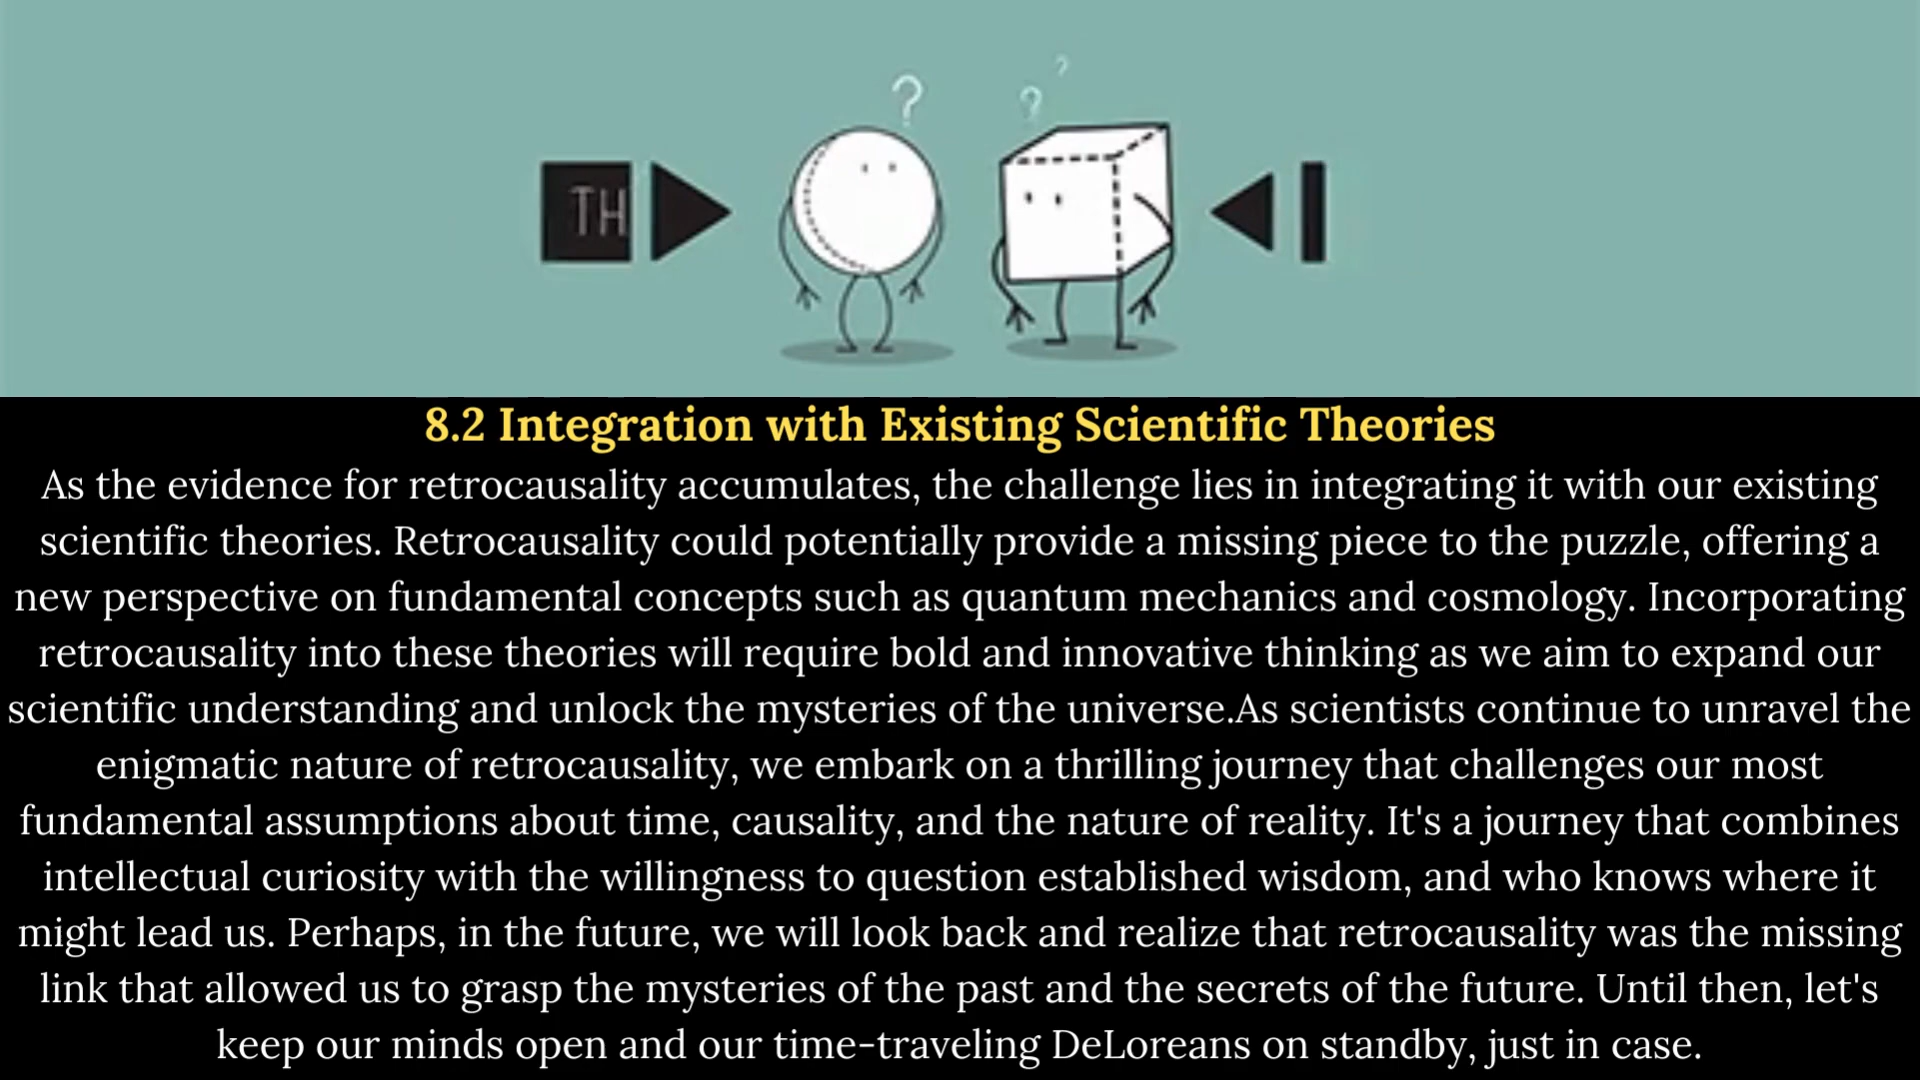 ?
?
?
TH
8.2 Integration with Existing Scientific Theories
As the evidence for retrocausality accumulates, the challenge lies in integrating it with our existing
scientific theories. Retrocausality could potentially provide a missing piece to the puzzle, offering a
new perspective on fundamental concepts such as quantum mechanics and cosmology. Incorporating
retrocausality into these theories will require bold and innovative thinking as we aim to expand our
scientific understanding and unlock the mysteries of the universe.As scientists continue to unravel the
enigmatic nature of retrocausality, we embark on a thrilling journey that challenges our most
fundamental assumptions about time, causality, and the nature of reality. It's a journey that combines
intellectual curiosity with the willingness to question established wisdom, and who knows where it
might lead us. Perhaps, in the future, we will look back and realize that retrocausality was the missing
link that allowed us to grasp the mysteries of the past and the secrets of the future. Until then, let's
keep our minds open and our time-traveling DeLoreans on standby, just in case.